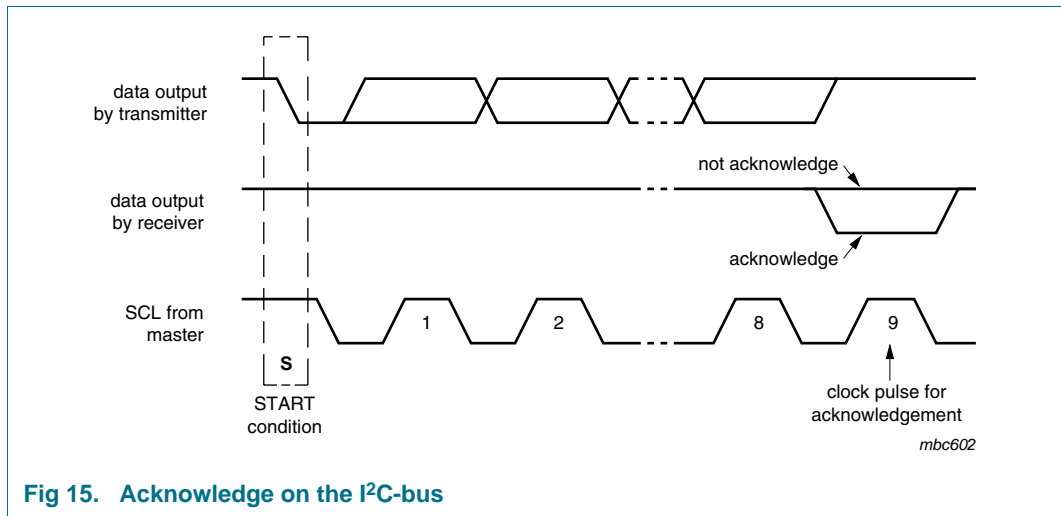 data output
by transmitter
not acknowledge
data output
by receiver
acknowledge
SCL from
master
1
2
8
9
S
START
condition
clock pulse for
acknowledgement
mbc602
Fig 15. Acknowledge on the I²C-bus